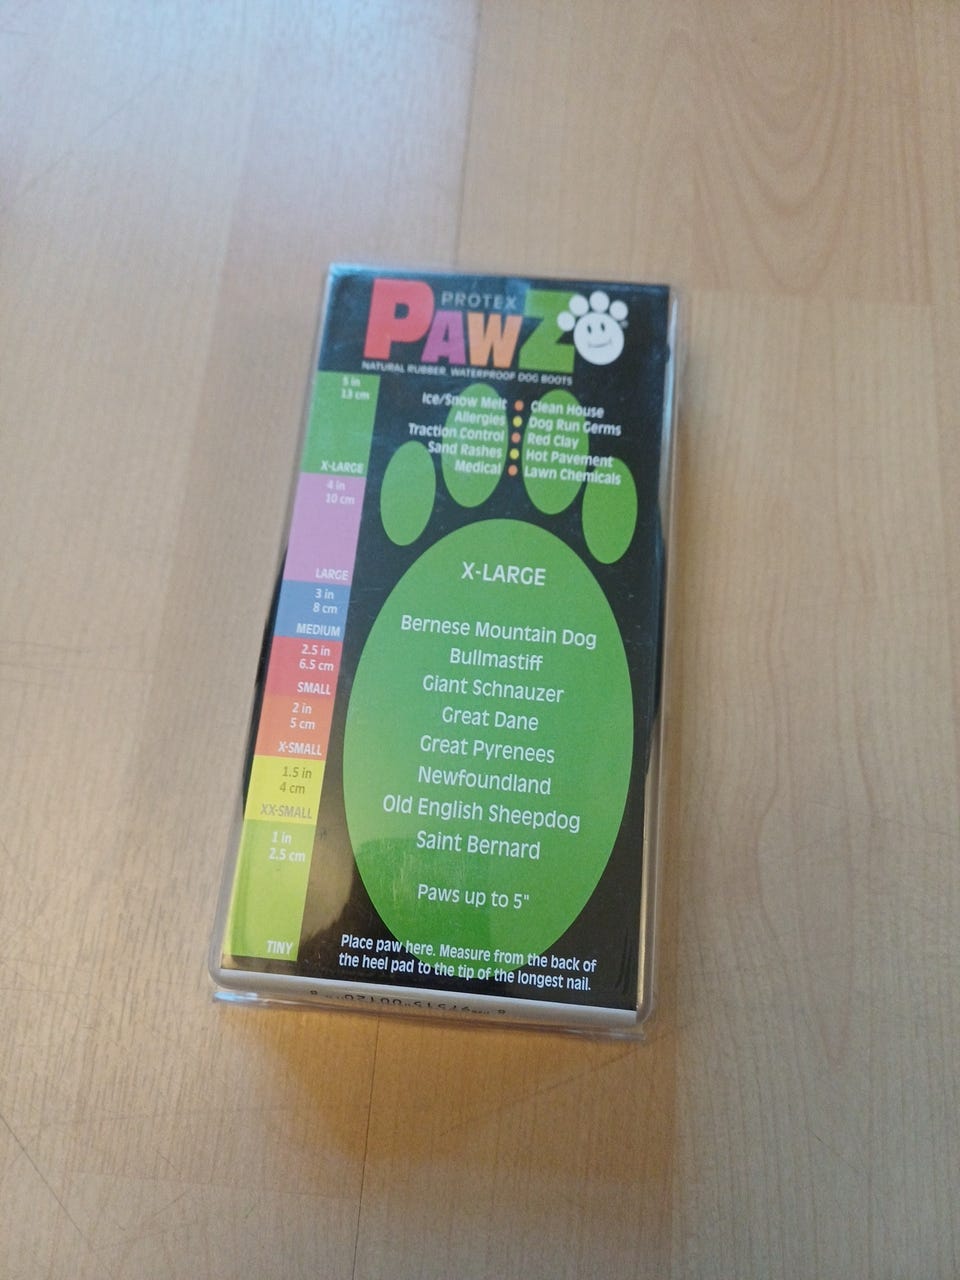 PROTEX
PAWZ
NATURAL RUBBER, WATERPROOF DOG BOOTS
Ice/Snow Melt • Clean House
Allergies • Dog Run Germs
Traction Control • Red Clay
Sand Rashes • Hot Pavement
Medical • Lawn Chemicals
5 in
13 cm
X-LARGE
4 in
10 cm
LARGE
3 in
8 cm
MEDIUM
2.5 in
6.5 cm
SMALL
2 in
5 cm
X-SMALL
1.5 in
4 cm
XX-SMALL
1 in
2.5 cm
TINY
X-LARGE
Bernese Mountain Dog
Bullmastiff
Giant Schnauzer
Great Dane
Great Pyrenees
Newfoundland
Old English Sheepdog
Saint Bernard
Paws up to 5"
Place paw here. Measure from the back of
the heel pad to the tip of the longest nail.